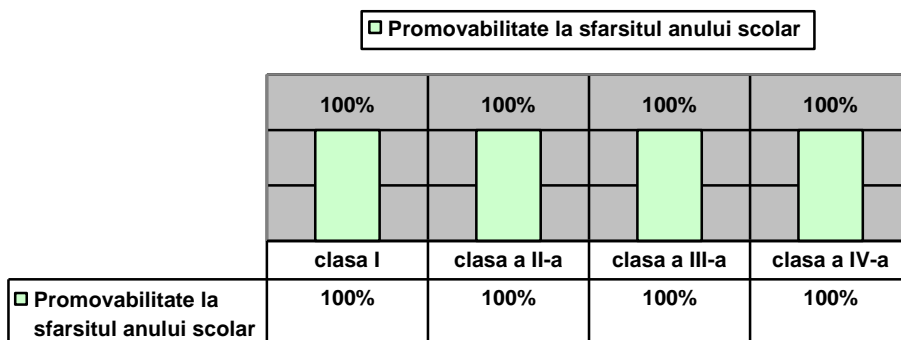 Promovabilitate la sfarsitul anului scolar
100% 100% 100% 100%
clasa I clasa a II-a clasa a III-a clasa a IV-a
Promovabilitate la
sfarsitul anului scolar
100% 100% 100% 100%